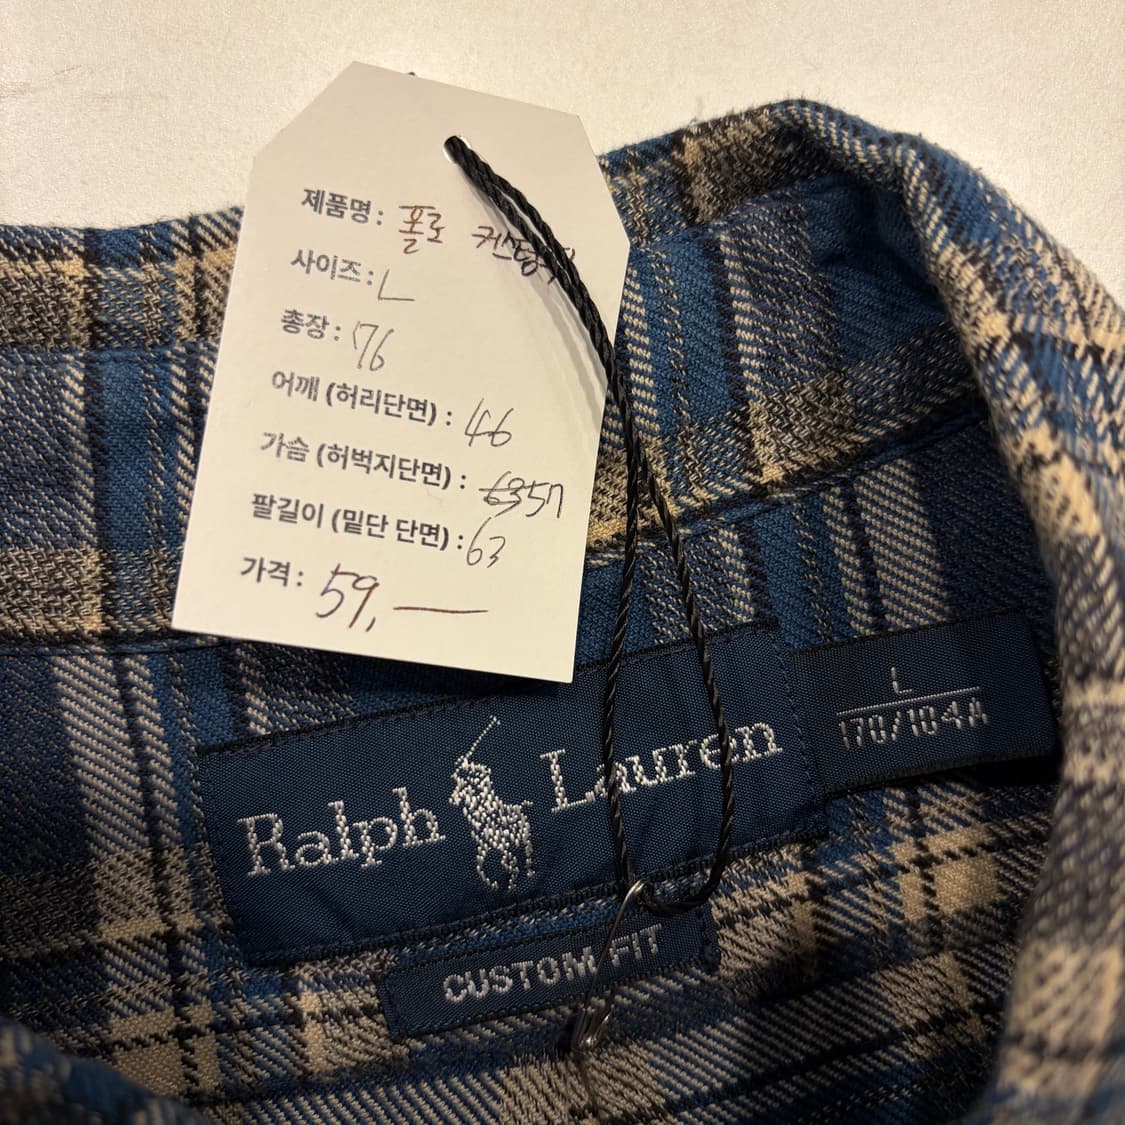 제품명 : 폴로 커스텀핏
사이즈 : L
총장 : 76
어깨 (허리단면) : 46
가슴 (허벅지단면) : 63 57
팔길이 (밑단 단면) : 63
가격 : 59,—
Ralph Lauren
L
170/104A
CUSTOM FIT